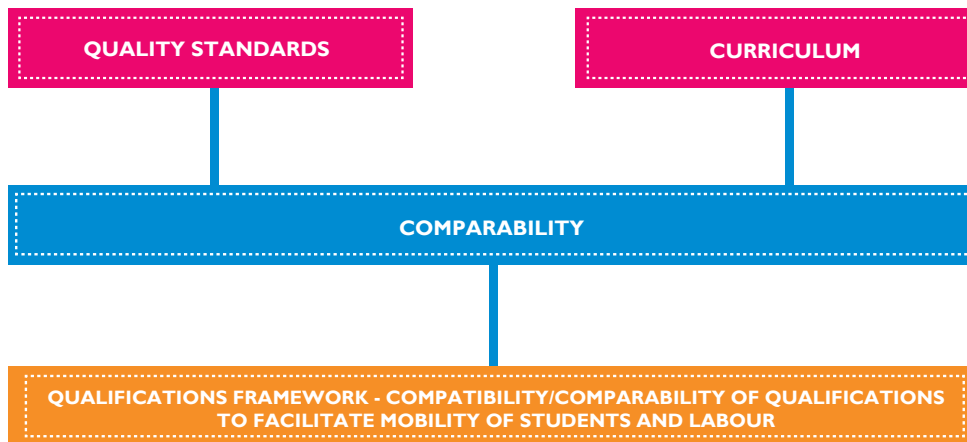 QUALITY STANDARDS
CURRICULUM
COMPARABILITY
QUALIFICATIONS FRAMEWORK - COMPATIBILITY/COMPARABILITY OF QUALIFICATIONS
TO FACILITATE MOBILITY OF STUDENTS AND LABOUR